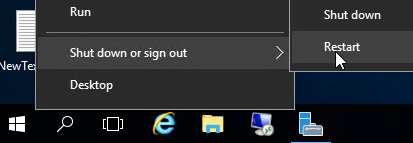 Run
Shut down
Shut down or sign out
Restart
NewTex
Desktop